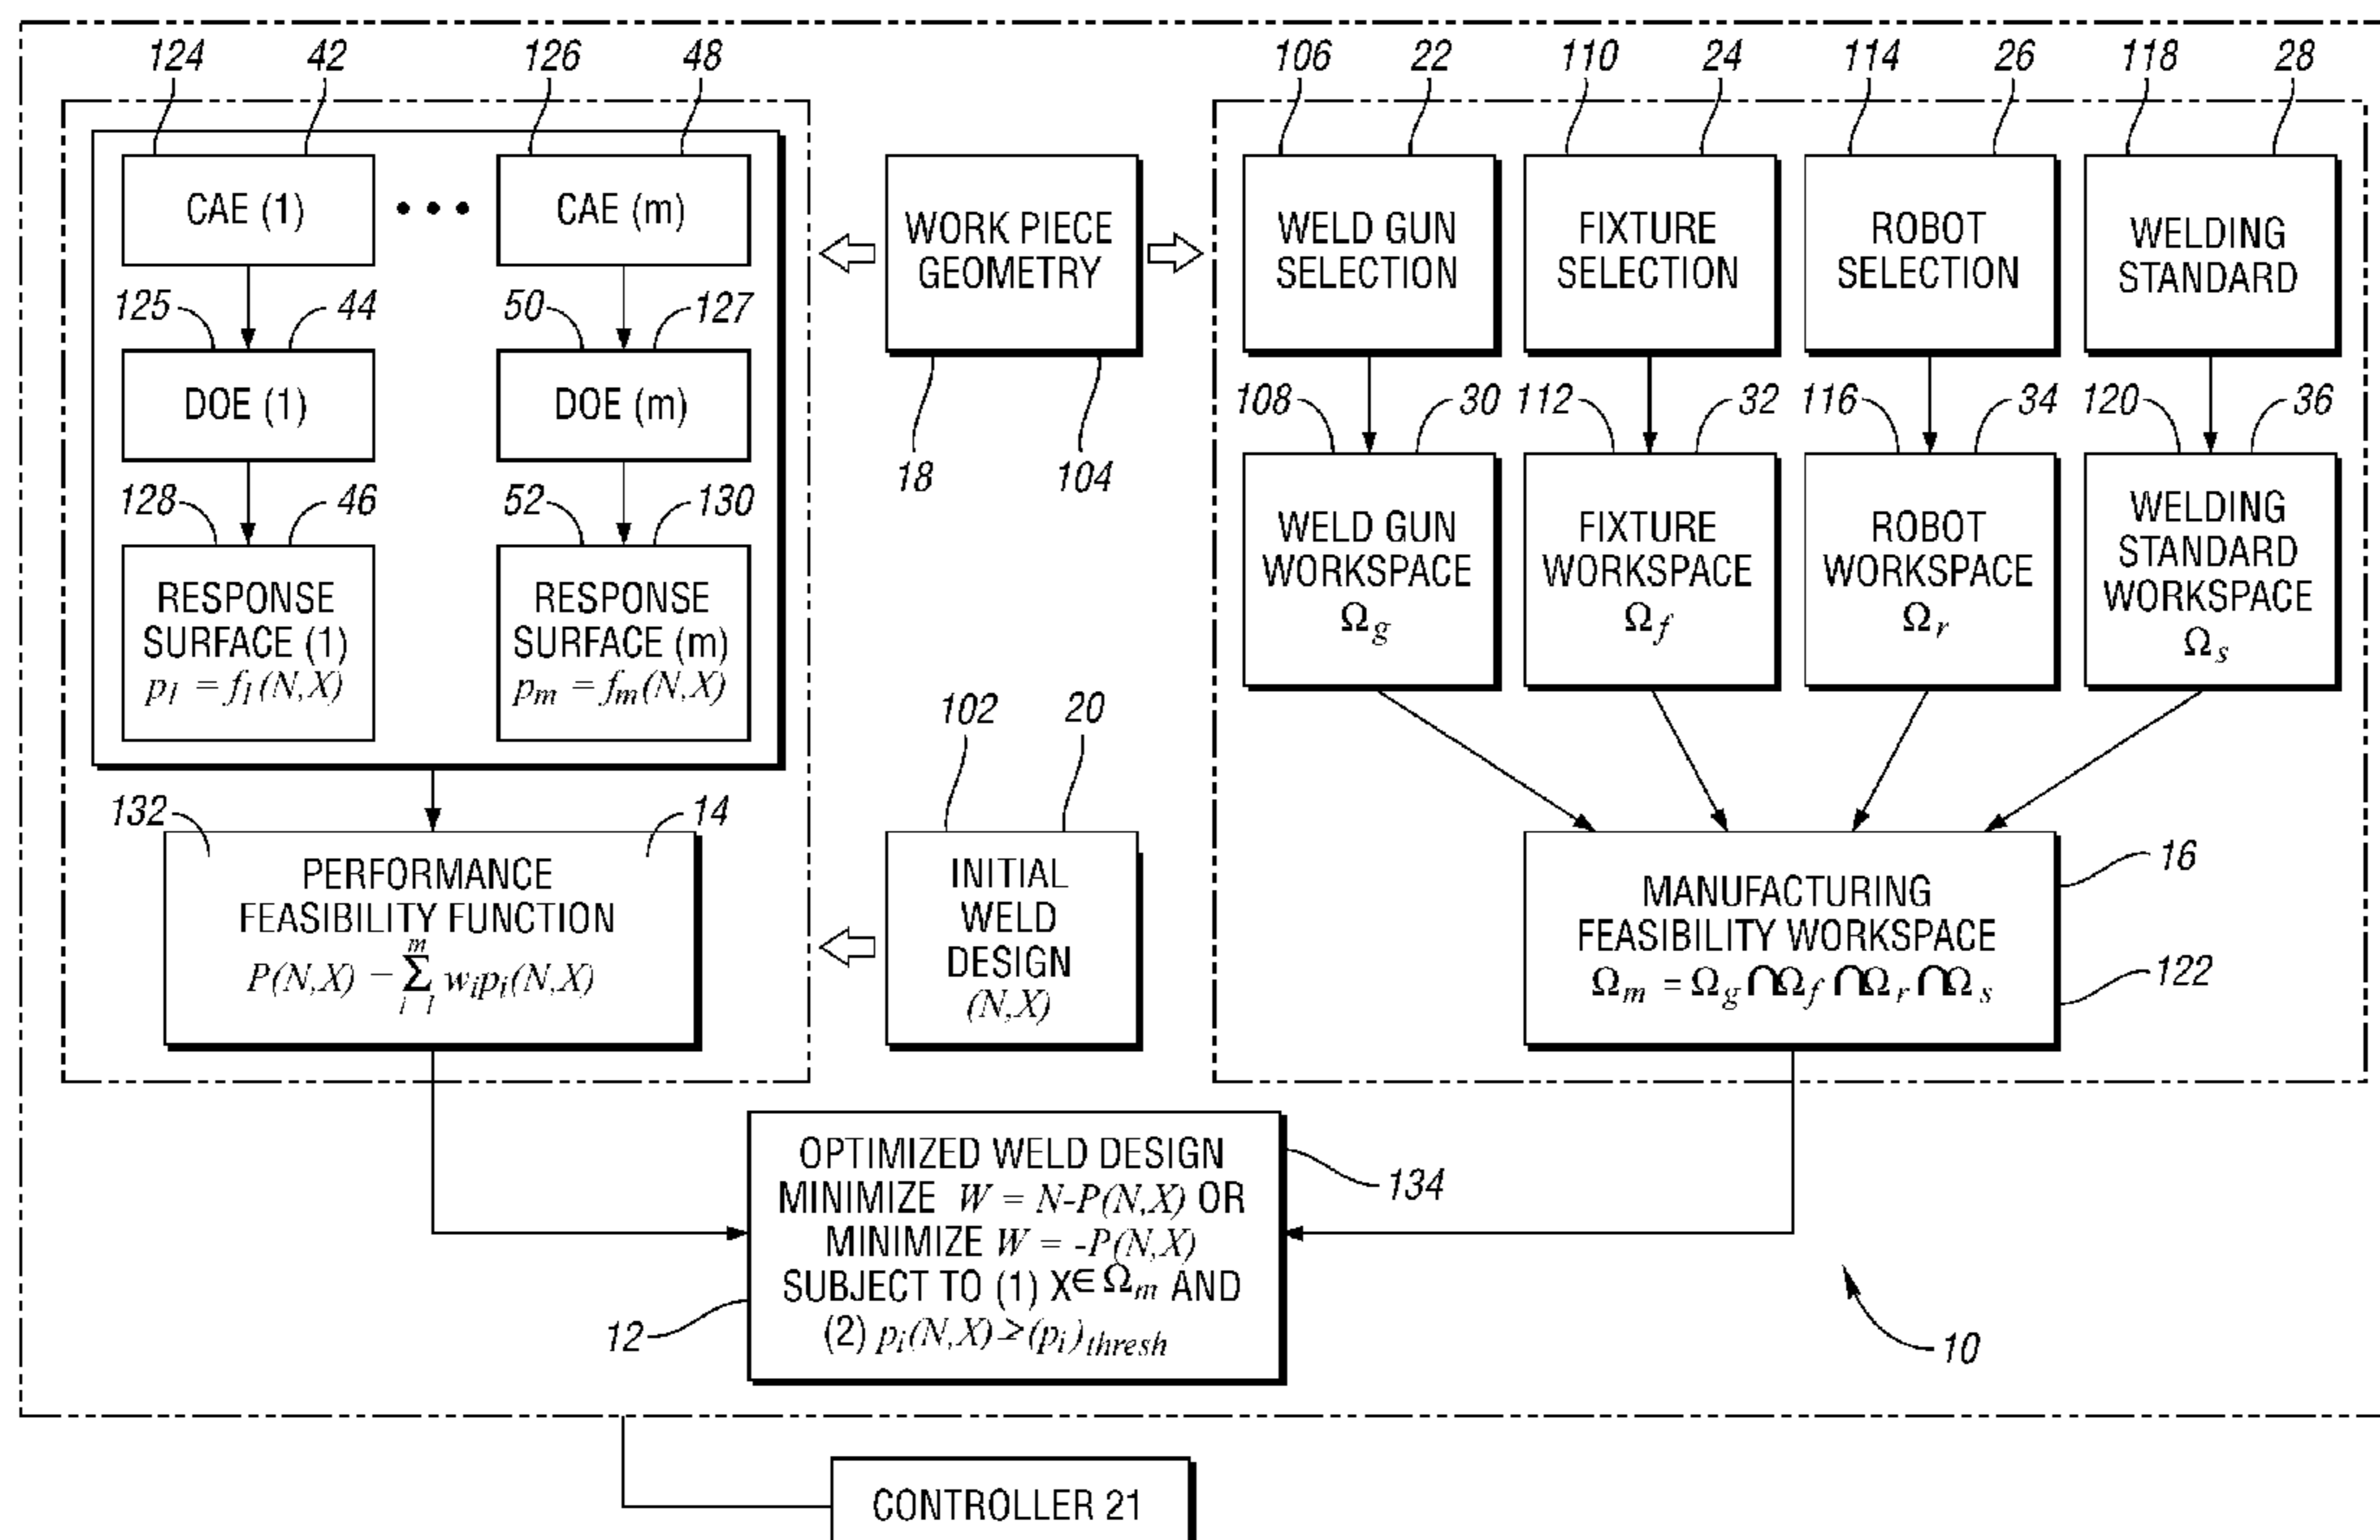 124 42 126 48 106 22 110 24 114 26 118 28
CAE (1) ••• CAE (m)
WORK PIECE
GEOMETRY
WELD GUN
SELECTION
FIXTURE
SELECTION
ROBOT
SELECTION
WELDING
STANDARD
125 44 50 127
DOE (1) DOE (m)
18 104
108 30 112 32 116 34 120 36
128 46 52 130
RESPONSE
SURFACE (1)
p1 = f1(N,X)
RESPONSE
SURFACE (m)
pm = fm(N,X)
WELD GUN
WORKSPACE
Ωg
FIXTURE
WORKSPACE
Ωf
ROBOT
WORKSPACE
Ωr
WELDING
STANDARD
WORKSPACE
Ωs
102 20
132 14
PERFORMANCE
FEASIBILITY FUNCTION
m
P(N,X) – Σ wipi(N,X)
i 1
INITIAL
WELD
DESIGN
(N,X)
16
MANUFACTURING
FEASIBILITY WORKSPACE
Ωm = Ωg ∩ Ωf ∩ Ωr ∩ Ωs
122
OPTIMIZED WELD DESIGN
MINIMIZE W = N-P(N,X) OR
MINIMIZE W = -P(N,X)
SUBJECT TO (1) X∈ Ωm AND
(2) pi(N,X) ≥ (pi)thresh
134
12
10
CONTROLLER 21